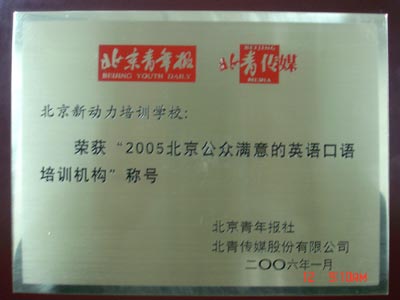 北京青年报
BEIJING YOUTH DAILY
BEIJING
北青传媒
MEDIA
北京新动力培训学校:
荣获“2005北京公众满意的英语口语
培训机构”称号
北京青年报社
北青传媒股份有限公司
二〇〇六年一月